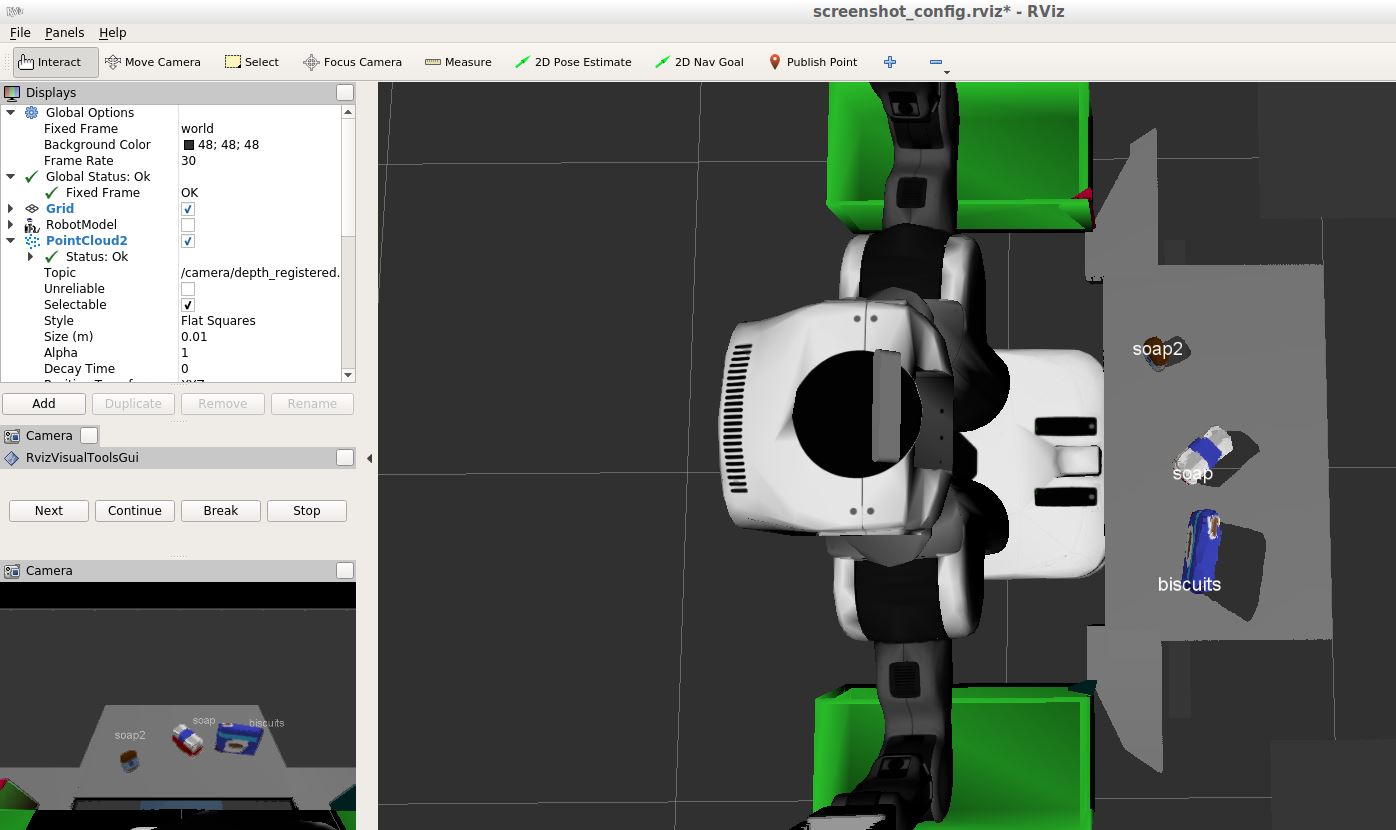 screenshot_config.rviz* - RViz
File Panels Help
Interact Move Camera Select Focus Camera Measure 2D Pose Estimate 2D Nav Goal Publish Point
Displays
Global Options
Fixed Frame world
Background Color 48; 48; 48
Frame Rate 30
Global Status: Ok
Fixed Frame OK
Grid
RobotModel
PointCloud2
Status: Ok
Topic /camera/depth_registered.
Unreliable
Selectable
Style Flat Squares
Size (m) 0.01
Alpha 1
Decay Time 0
Add Duplicate Remove Rename
Camera
RvizVisualToolsGui
Next Continue Break Stop
Camera
soap biscuits
soap2
soap2
soap
biscuits